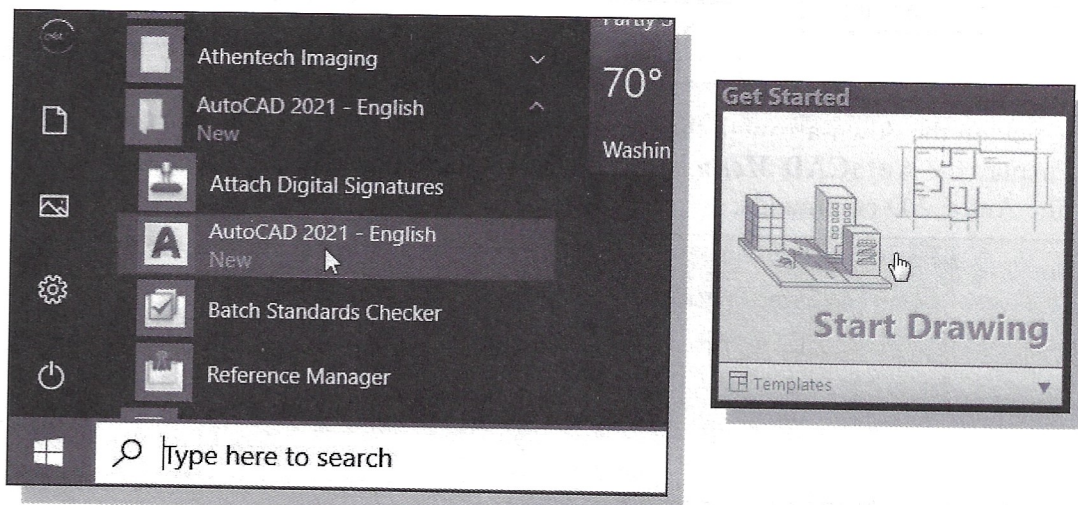 Athentech Imaging
AutoCAD 2021 - English
New
Attach Digital Signatures
AutoCAD 2021 - English
New
Batch Standards Checker
Reference Manager
Type here to search
70°
Washin
Get Started
Start Drawing
Templates